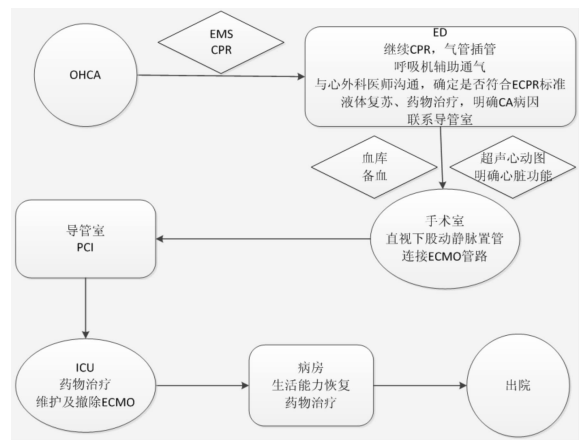 OHCA
EMS
CPR
ED
继续CPR，气管插管
呼吸机辅助通气
与心外科医师沟通，确定是否符合ECPR标准
液体复苏、药物治疗，明确CA病因
联系导管室
血库
备血
超声心动图
明确心脏功能
手术室
直视下股动静脉置管
连接ECMO管路
导管室
PCI
ICU
药物治疗
维护及撤除ECMO
病房
生活能力恢复
药物治疗
出院